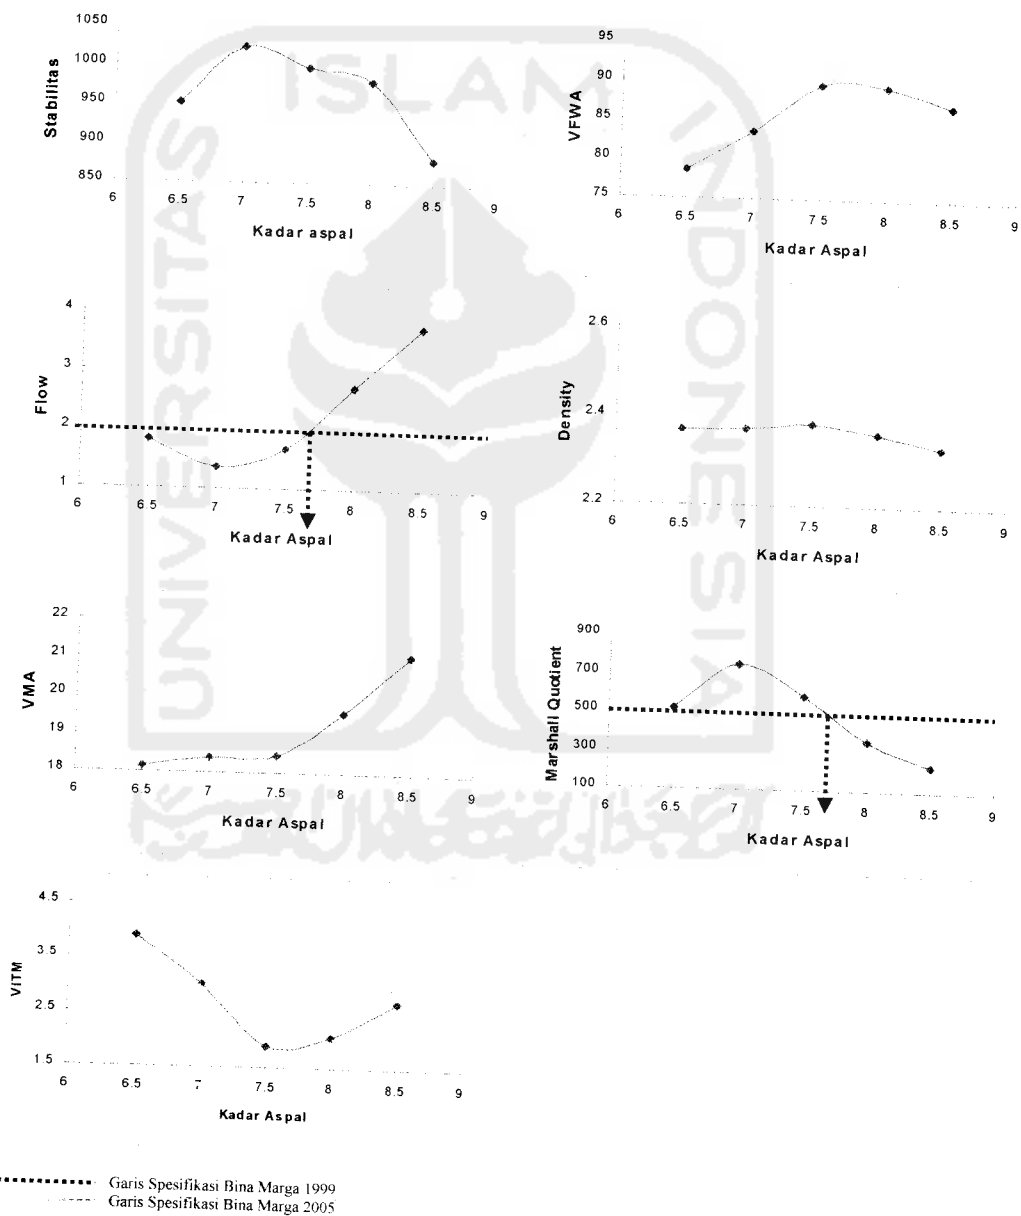 1050
1000
950
900
850
Stabilitas
6 6.5 7 7.5 8 8.5 9
Kadar aspal
95
90
85
80
75
VFWA
6 6.5 7 7.5 8 8.5 9
Kadar Aspal
4
3
2
1
Flow
6 6.5 7 7.5 8 8.5 9
Kadar Aspal
2.6
2.4
2.2
Density
6 6.5 7 7.5 8 8.5 9
Kadar Aspal
22
21
20
19
18
VMA
6 6.5 7 7.5 8 8.5 9
Kadar Aspal
900
700
500
300
100
Marshall Quotient
6 6.5 7 7.5 8 8.5 9
Kadar Aspal
4.5
3.5
2.5
1.5
VITM
6 6.5 7 7.5 8 8.5 9
Kadar Aspal
Garis Spesifikasi Bina Marga 1999
Garis Spesifikasi Bina Marga 2005
UNIVERSITAS
ISLAM
INDONESIA